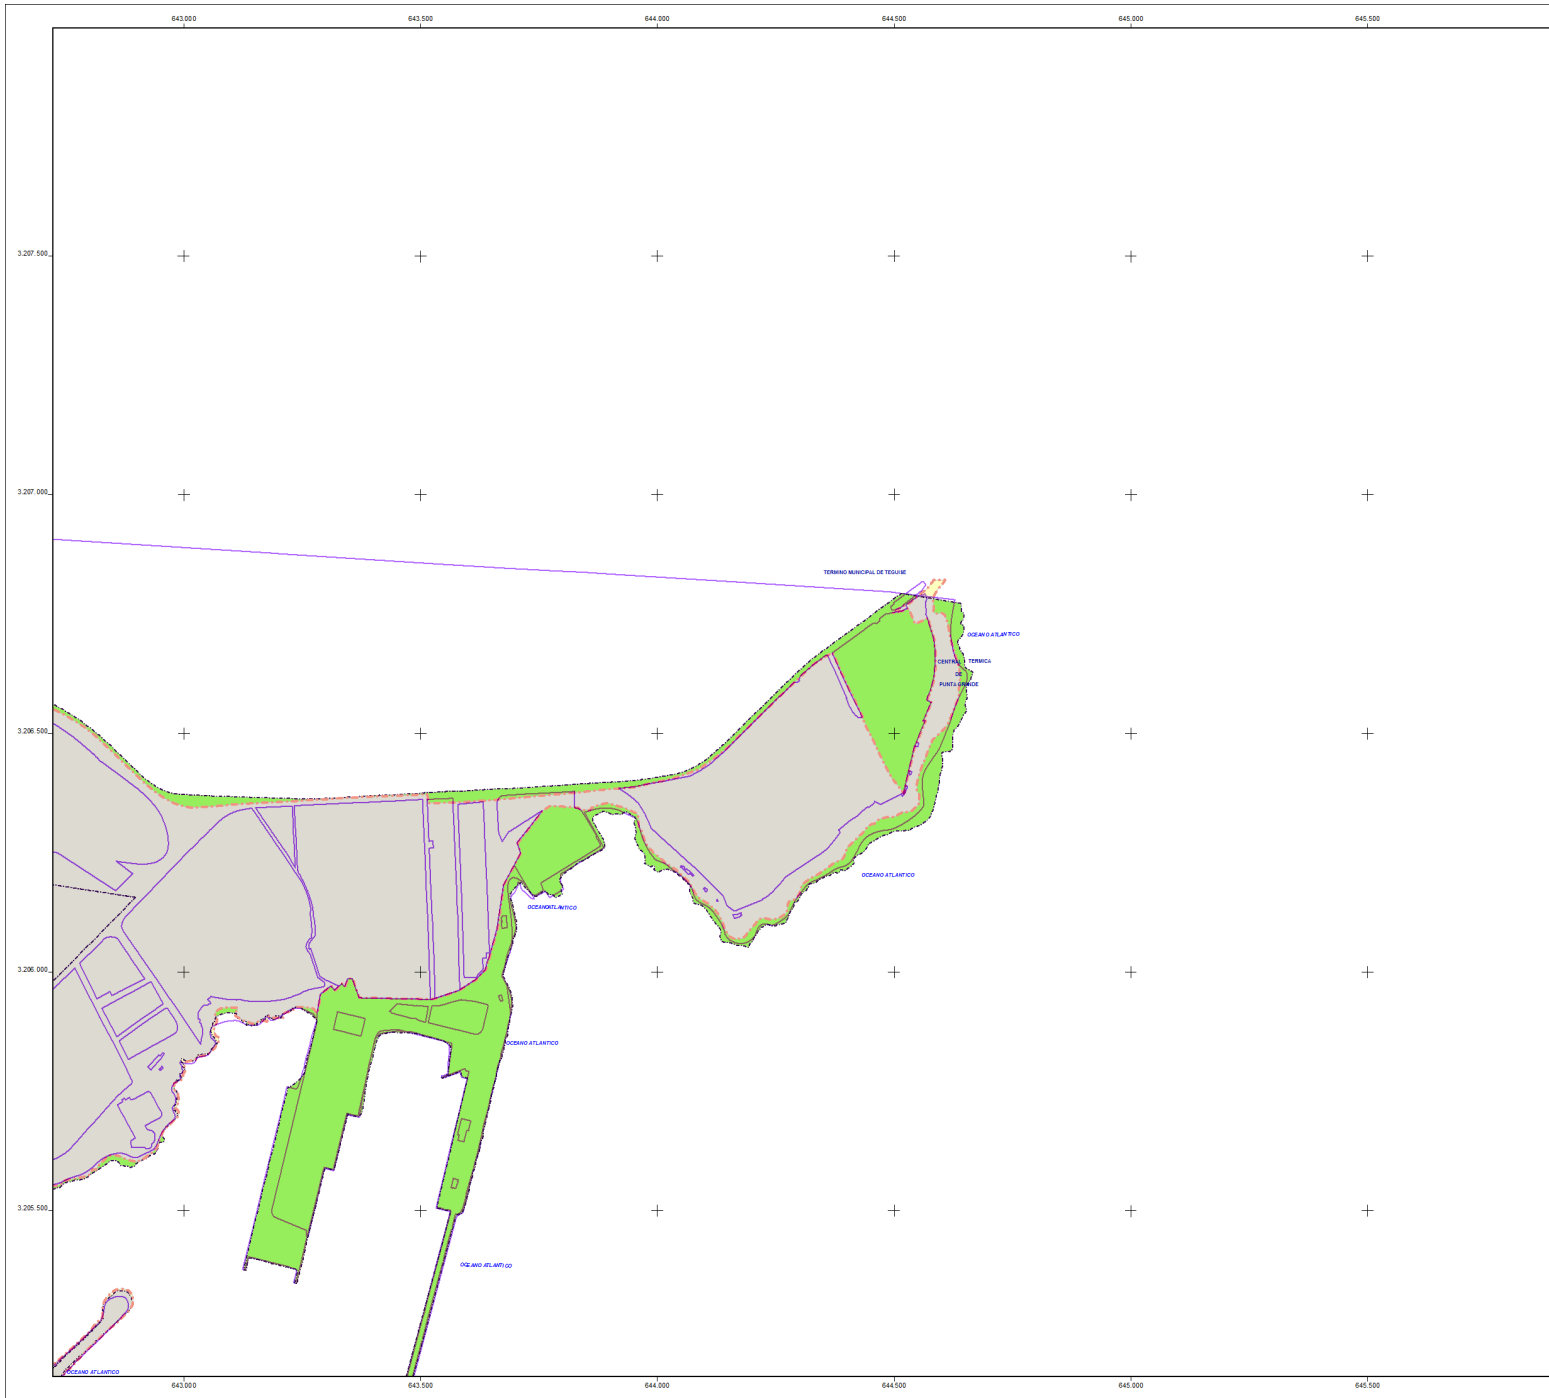 643.000 643.500 644.000 644.500 645.000 645.500
3.207.500
3.207.000
TERMINO MUNICIPAL DE TEGUISE
OCEANO ATLANTICO
CENTRAL TERMICA
DE
PUNTA GRANDE
3.206.500
OCEANO ATLANTICO
OCEANO ATLANTICO
3.206.000
OCEANO ATLANTICO
3.205.500
OCEANO ATLANTICO
OCEANO ATLANTICO
643.000 643.500 644.000 644.500 645.000 645.500